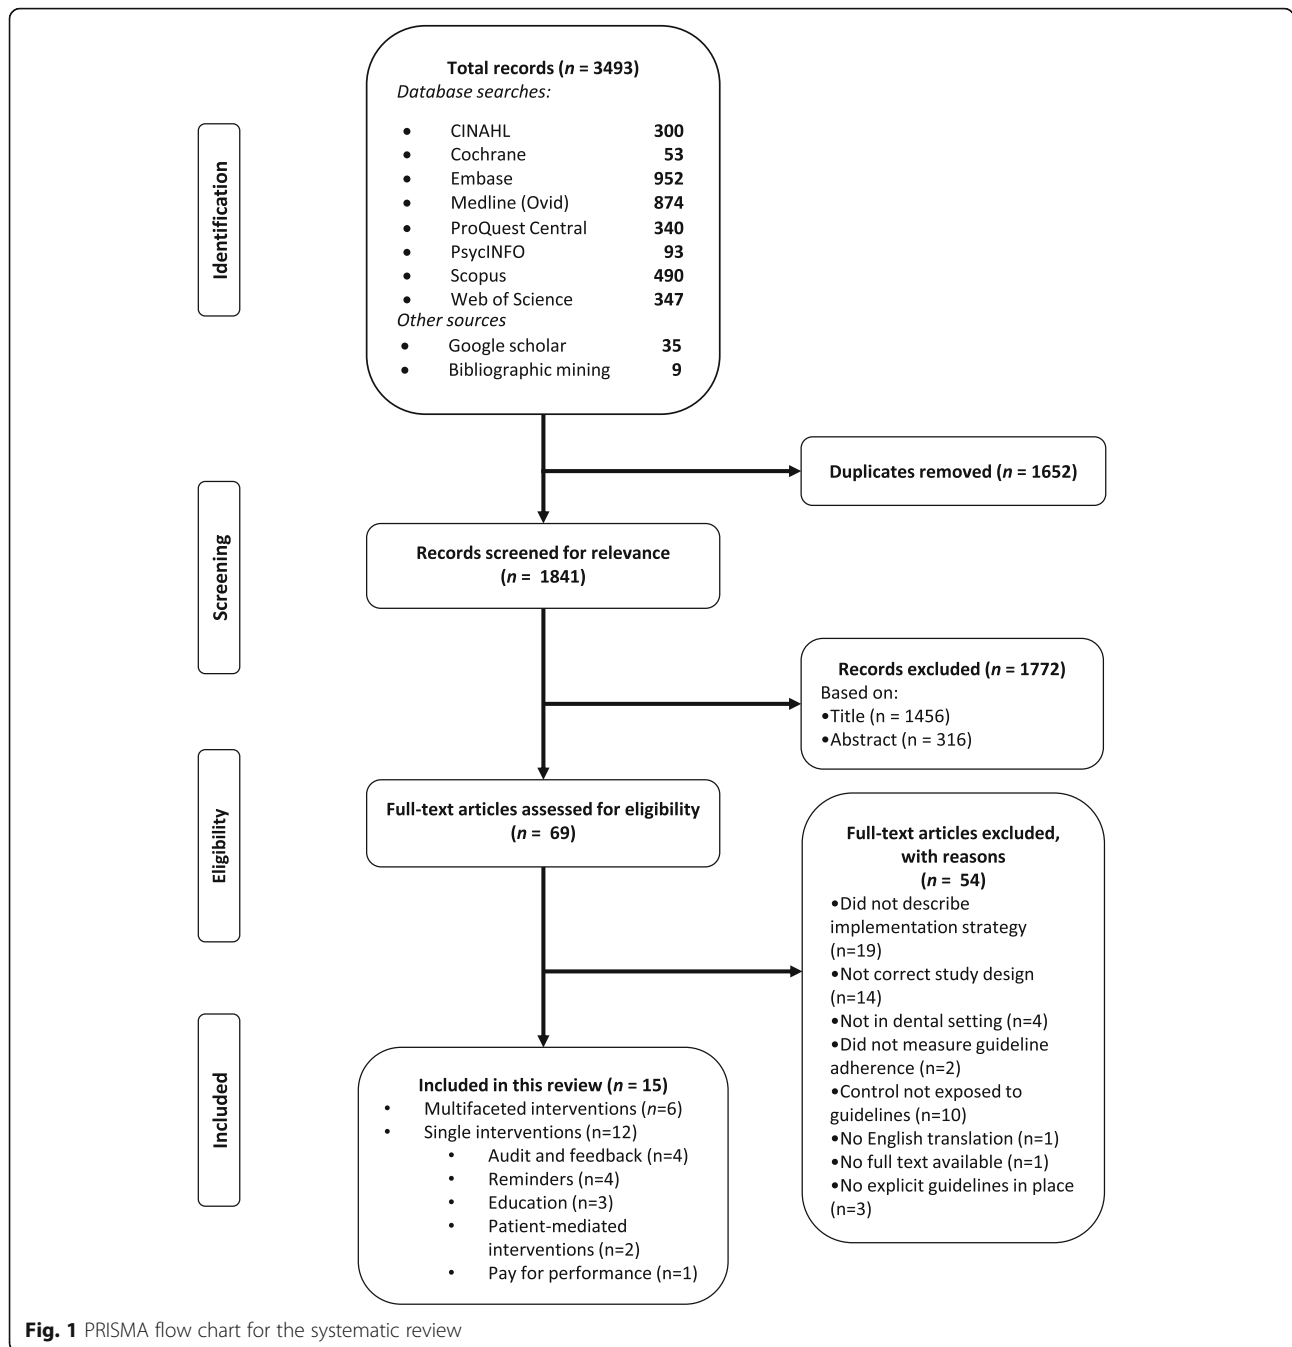 Identification
Total records (n = 3493)
Database searches:
• CINAHL 300
• Cochrane 53
• Embase 952
• Medline (Ovid) 874
• ProQuest Central 340
• PsycINFO 93
• Scopus 490
• Web of Science 347
Other sources
• Google scholar 35
• Bibliographic mining 9
Duplicates removed (n = 1652)
Screening
Records screened for relevance
(n = 1841)
Records excluded (n = 1772)
Based on:
•Title (n = 1456)
•Abstract (n = 316)
Eligibility
Full-text articles assessed for eligibility
(n = 69)
Full-text articles excluded,
with reasons
(n = 54)
•Did not describe
implementation strategy
(n=19)
•Not correct study design
(n=14)
•Not in dental setting (n=4)
•Did not measure guideline
adherence (n=2)
•Control not exposed to
guidelines (n=10)
•No English translation (n=1)
•No full text available (n=1)
•No explicit guidelines in place
(n=3)
Included
Included in this review (n = 15)
• Multifaceted interventions (n=6)
• Single interventions (n=12)
• Audit and feedback (n=4)
• Reminders (n=4)
• Education (n=3)
• Patient-mediated
interventions (n=2)
• Pay for performance (n=1)
Fig. 1 PRISMA flow chart for the systematic review